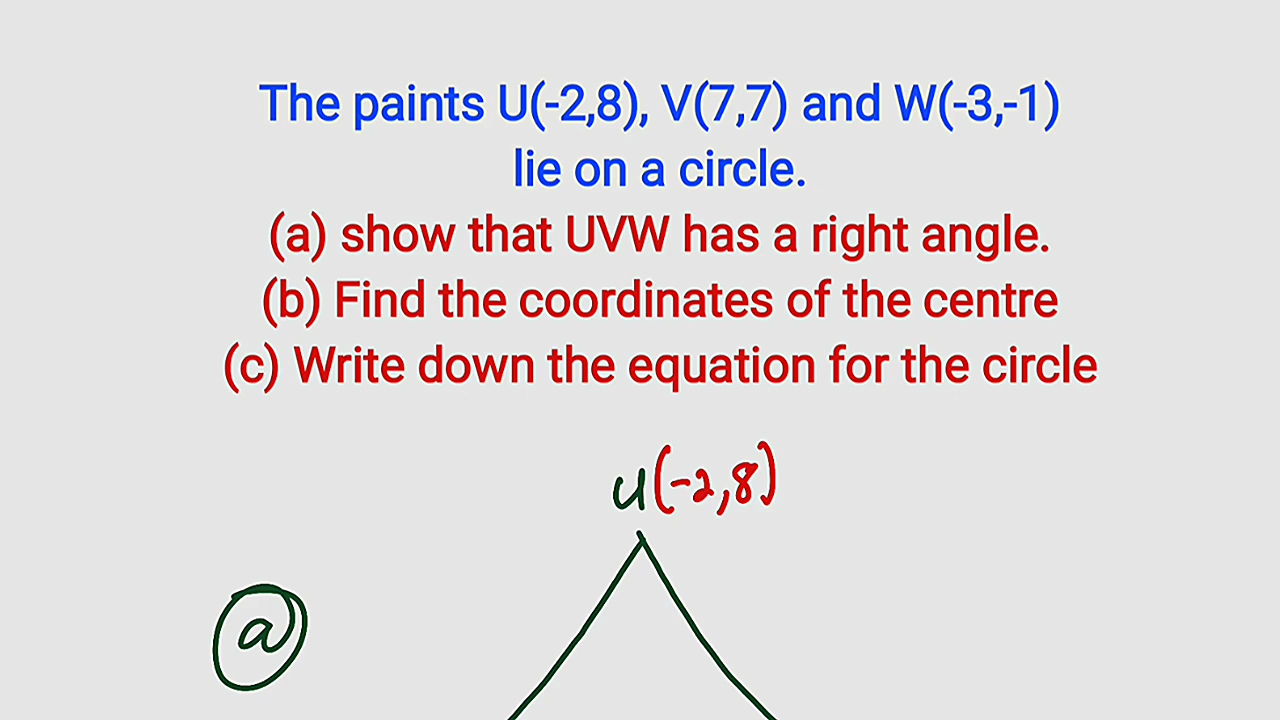 The paints U(-2,8), V(7,7) and W(-3,-1)
lie on a circle.
(a) show that UVW has a right angle.
(b) Find the coordinates of the centre
(c) Write down the equation for the circle
U(-2,8)
a